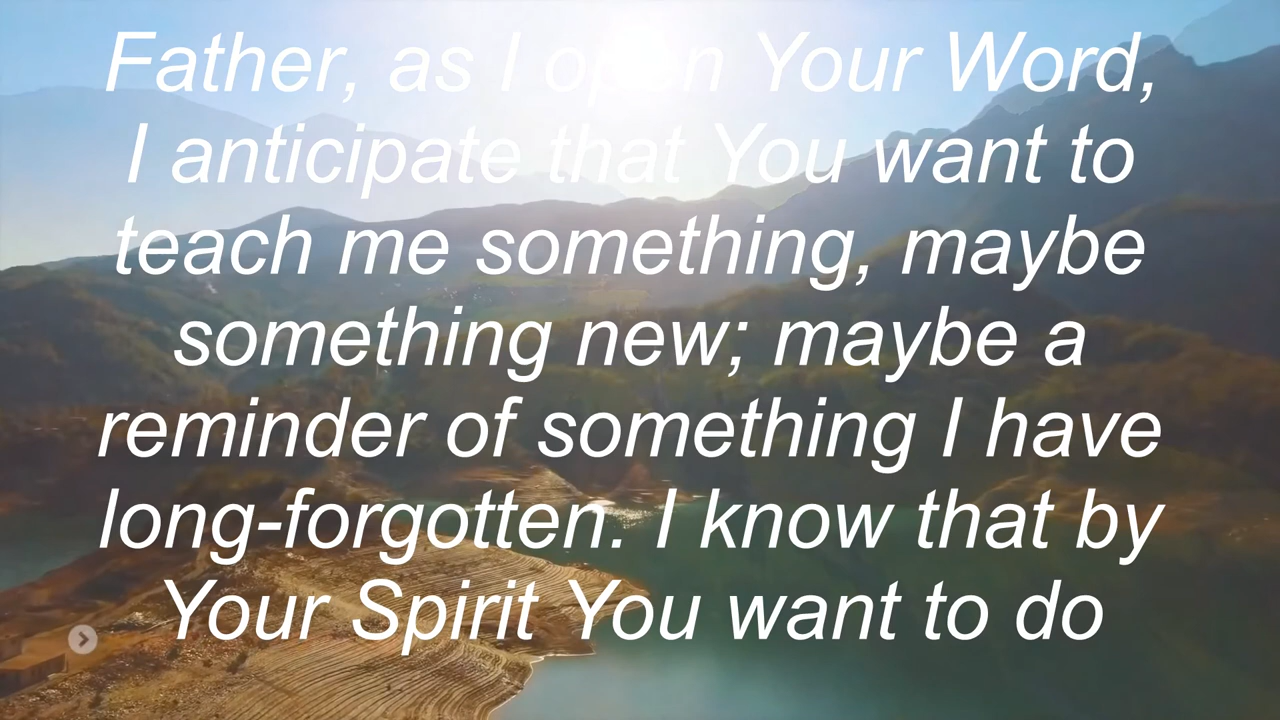 Father, as I open Your Word,
I anticipate that You want to
teach me something, maybe
something new; maybe a
reminder of something I have
long-forgotten. I know that by
Your Spirit You want to do